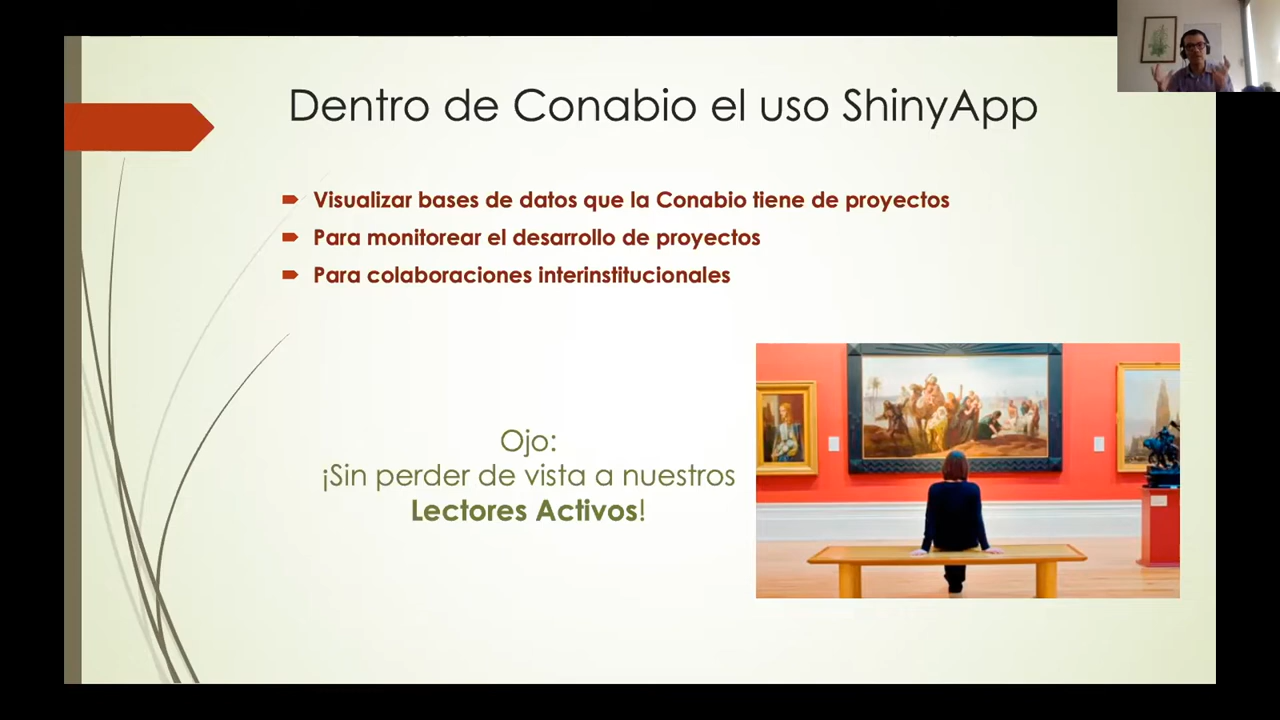 Dentro de Conabio el uso ShinyApp
Visualizar bases de datos que la Conabio tiene de proyectos
Para monitorear el desarrollo de proyectos
Para colaboraciones interinstitucionales
Ojo:
¡Sin perder de vista a nuestros
Lectores Activos!